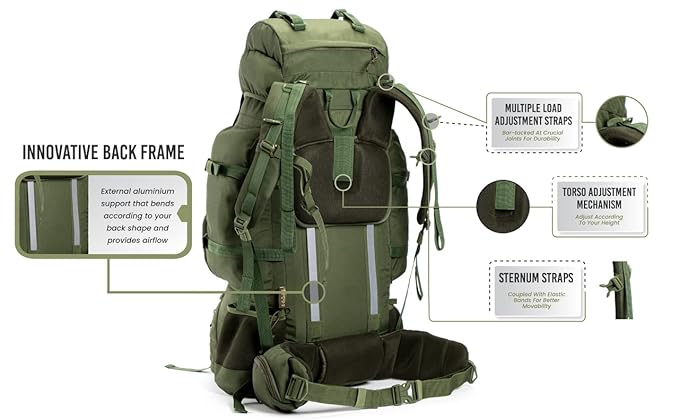 INNOVATIVE BACK FRAME
External aluminium
support that bends
according to your
back shape and
provides airflow
MULTIPLE LOAD
ADJUSTMENT STRAPS
Bar-tacked At Crucial
Joints For Durability
TORSO ADJUSTMENT
MECHANISM
Adjust According
To Your Height
STERNUM STRAPS
Coupled With Elastic
Bands For Better
Movability